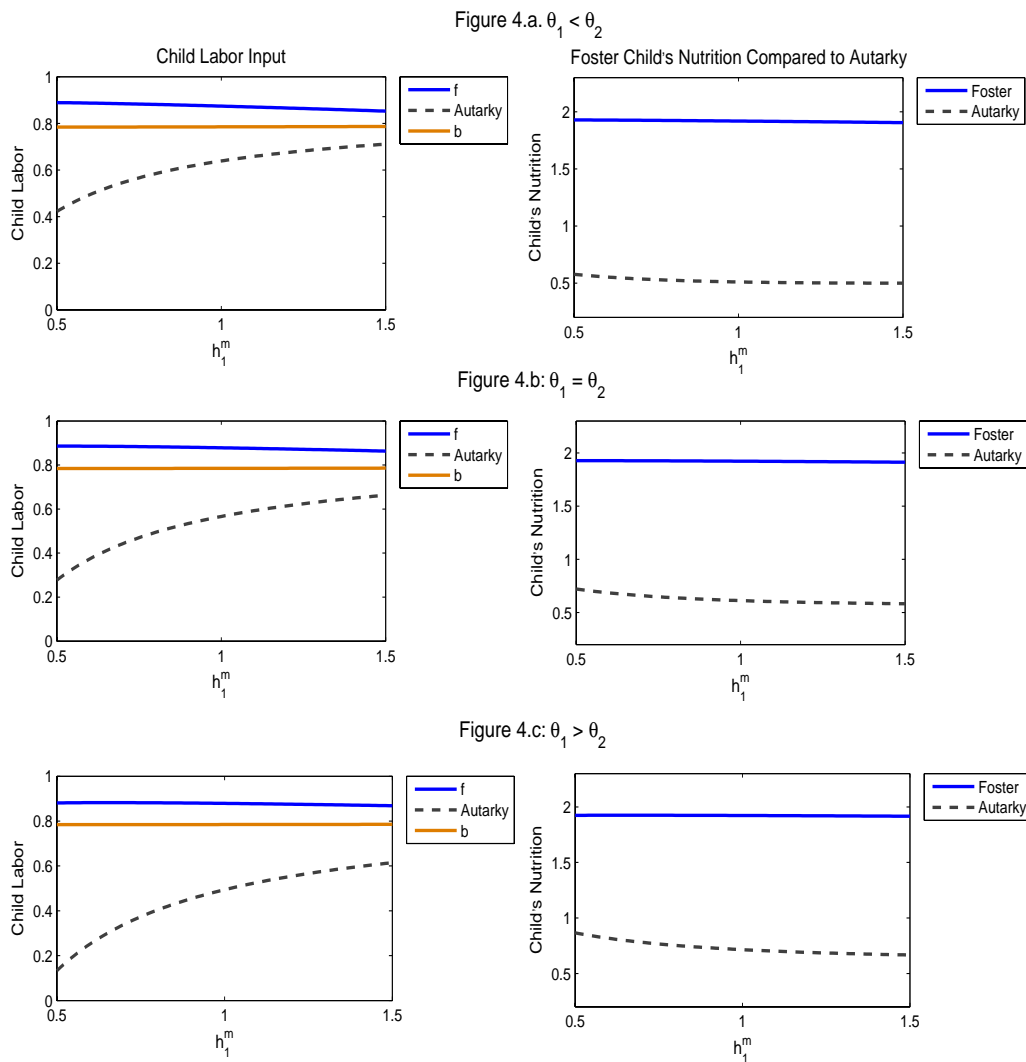 Figure 4.a. θ1 < θ2
Child Labor Input
Child Labor
1
0.8
0.6
0.4
0.2
0
0.5
1
1.5
h1^m
f
Autarky
b
Foster Child's Nutrition Compared to Autarky
Child's Nutrition
2
1.5
1
0.5
0.5
1
1.5
h1^m
Foster
Autarky
Figure 4.b: θ1 = θ2
Child Labor
1
0.8
0.6
0.4
0.2
0
0.5
1
1.5
h1^m
f
Autarky
b
Child's Nutrition
2
1.5
1
0.5
0.5
1
1.5
h1^m
Foster
Autarky
Figure 4.c: θ1 > θ2
Child Labor
1
0.8
0.6
0.4
0.2
0
0.5
1
1.5
h1^m
f
Autarky
b
Child's Nutrition
2
1.5
1
0.5
0.5
1
1.5
h1^m
Foster
Autarky